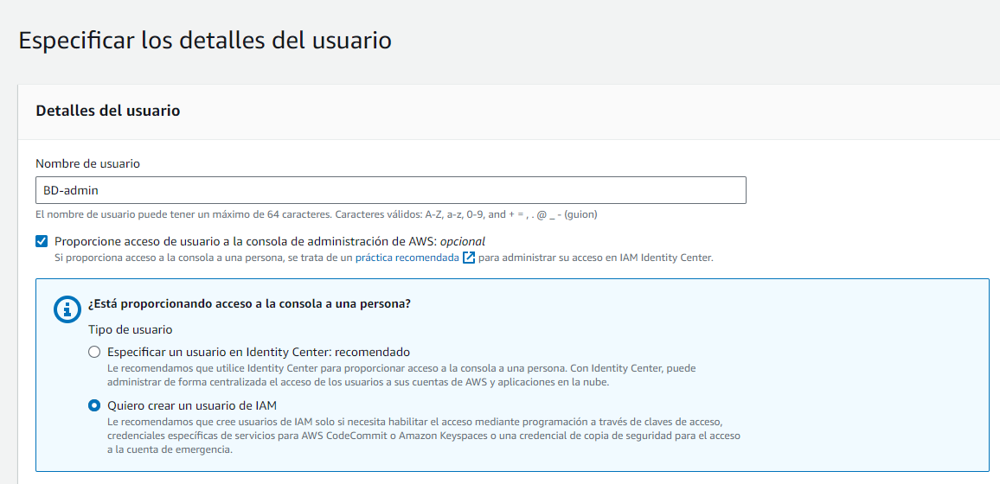 Especificar los detalles del usuario
Detalles del usuario
Nombre de usuario
BD-admin
El nombre de usuario puede tener un máximo de 64 caracteres. Caracteres válidos: A-Z, a-z, 0-9, and + = , . @ _ - (guion)
Proporcione acceso de usuario a la consola de administración de AWS: opcional
Si proporciona acceso a la consola a una persona, se trata de un práctica recomendada para administrar su acceso en IAM Identity Center.
¿Está proporcionando acceso a la consola a una persona?
Tipo de usuario
Especificar un usuario en Identity Center: recomendado
Le recomendamos que utilice Identity Center para proporcionar acceso a la consola a una persona. Con Identity Center, puede
administrar de forma centralizada el acceso de los usuarios a sus cuentas de AWS y aplicaciones en la nube.
Quiero crear un usuario de IAM
Le recomendamos que cree usuarios de IAM solo si necesita habilitar el acceso mediante programación a través de claves de acceso,
credenciales específicas de servicios para AWS CodeCommit o Amazon Keyspaces o una credencial de copia de seguridad para el acceso
a la cuenta de emergencia.